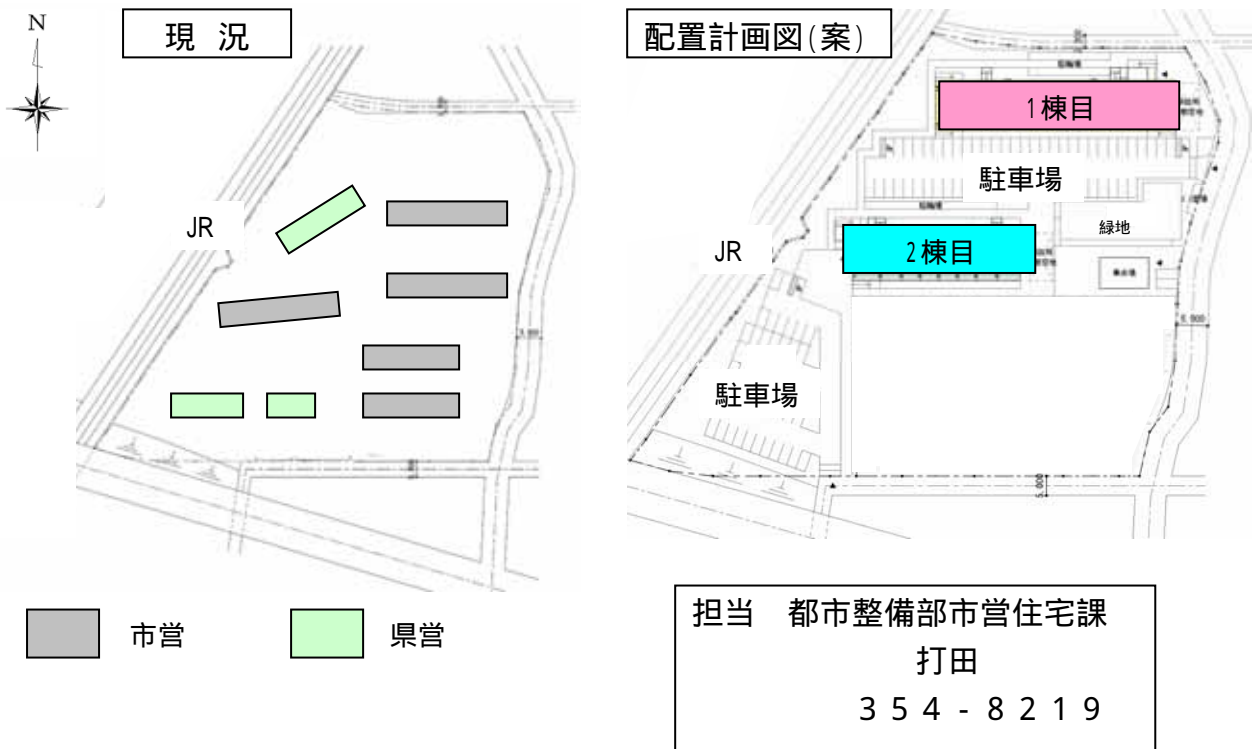 N
現 況
JR
市営
県営
配置計画図(案)
1棟目
駐車場
緑地
2棟目
JR
駐車場
5.000
担当 都市整備部市営住宅課
打田
354-8219